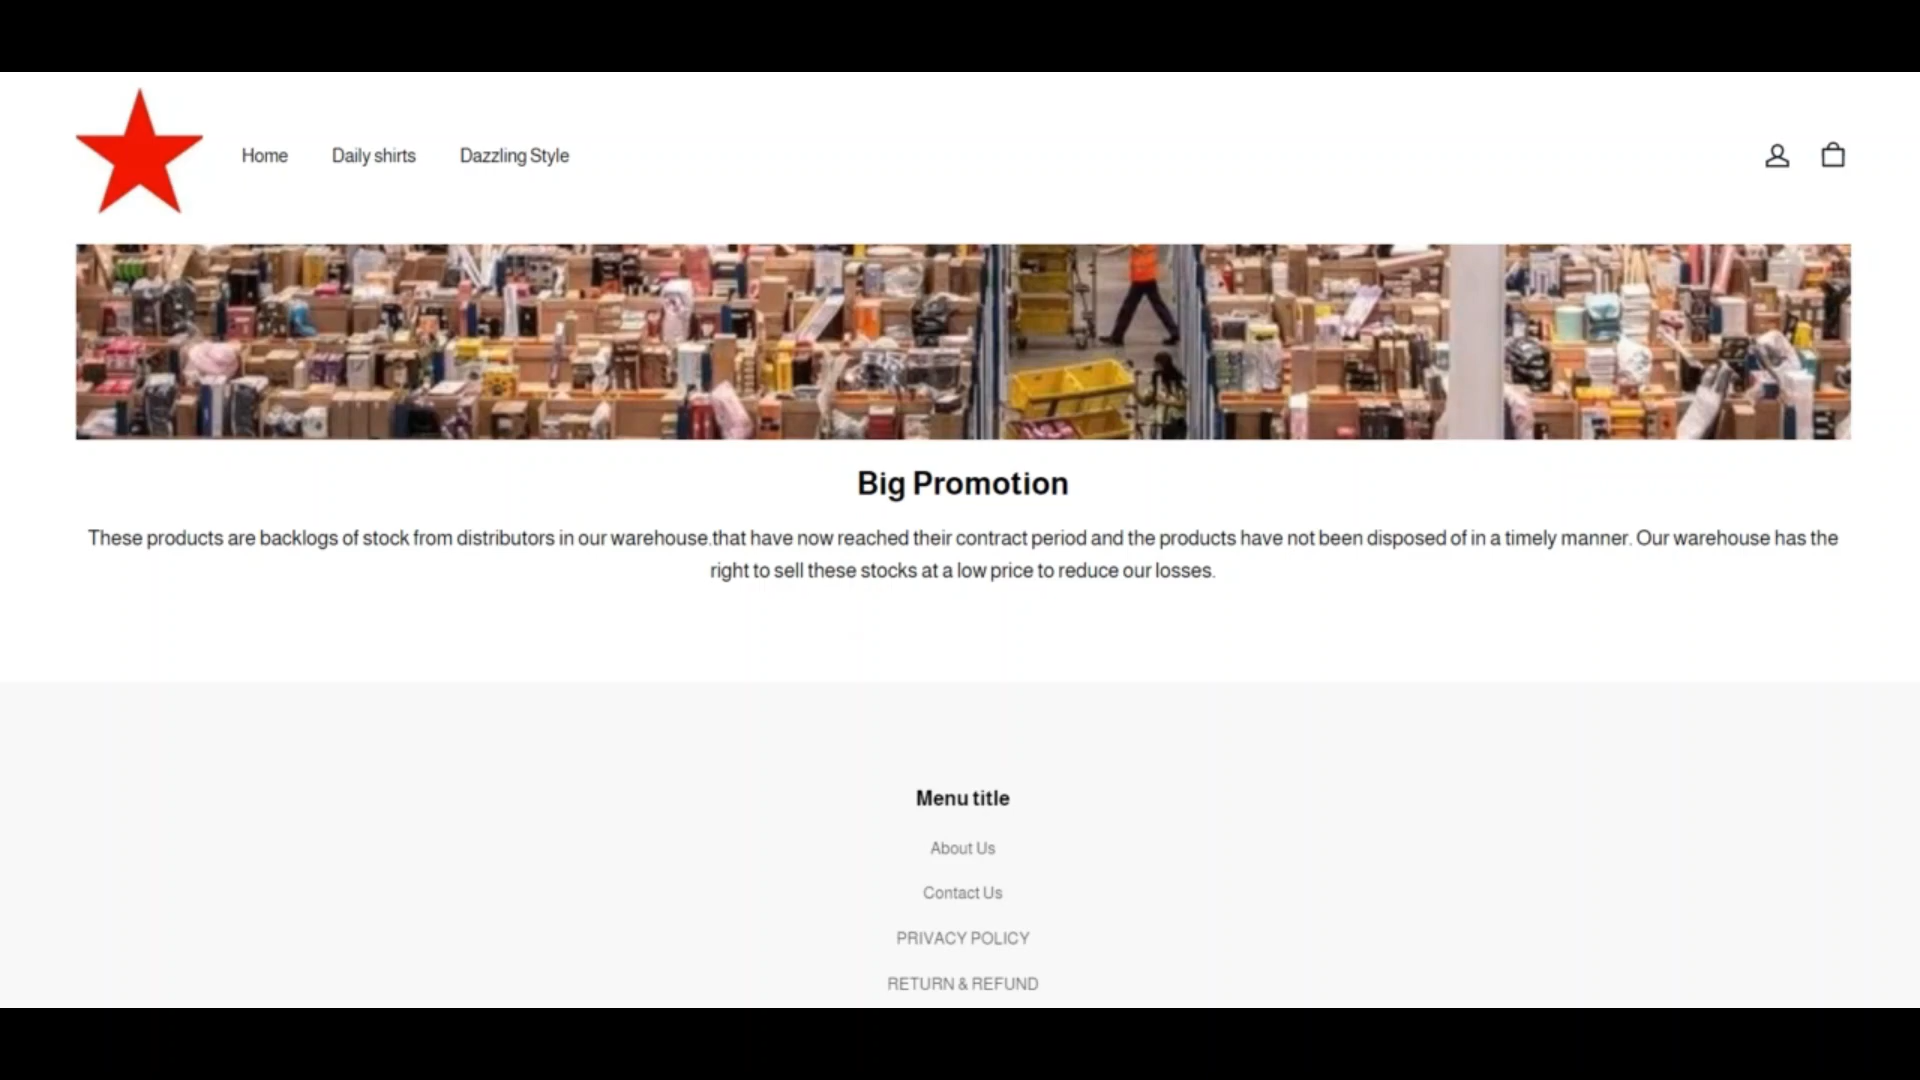 Home
Daily shirts
Dazzling Style
Big Promotion
These products are backlogs of stock from distributors in our warehouse.that have now reached their contract period and the products have not been disposed of in a timely manner. Our warehouse has the
right to sell these stocks at a low price to reduce our losses.
Menu title
About Us
Contact Us
PRIVACY POLICY
RETURN & REFUND